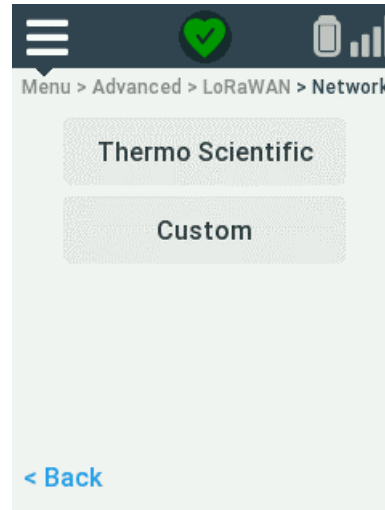 Menu > Advanced > LoRaWAN > Network
Thermo Scientific
Custom
< Back